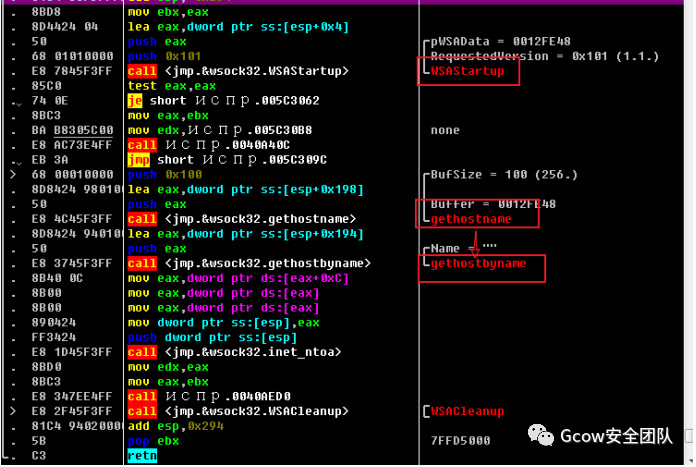 . 8BD8 mov ebx,eax
. 8D4424 04 lea eax,dword ptr ss:[esp+0x4]
. 50 push eax ┌pWSAData = 0012FE48
. 68 01010000 push 0x101 │RequestedVersion = 0x101 (1.1.)
. E8 7845F3FF call <jmp.&wsock32.WSAStartup> └WSAStartup
. 85C0 test eax,eax
. 74 0E je short испр.005C3062
. 8BC3 mov eax,ebx
. BA B8305C00 mov edx,испр.005C30B8 none
. E8 AC73E4FF call испр.0040A40C
. EB 3A jmp short испр.005C309C
> 68 00010000 push 0x100 ┌BufSize = 100 (256.)
. 8D8424 980100 lea eax,dword ptr ss:[esp+0x198]
. 50 push eax Buffer = 0012FE48
. E8 4C45F3FF call <jmp.&wsock32.gethostname> └gethostname
. 8D8424 940100 lea eax,dword ptr ss:[esp+0x194]
. 50 push eax ┌Name = ""
. E8 3745F3FF call <jmp.&wsock32.gethostbyname> └gethostbyname
. 8B40 0C mov eax,dword ptr ds:[eax+0xC]
. 8B00 mov eax,dword ptr ds:[eax]
. 8B00 mov eax,dword ptr ds:[eax]
. 890424 mov dword ptr ss:[esp],eax
. FF3424 push dword ptr ss:[esp]
. E8 1D45F3FF call <jmp.&wsock32.inet_ntoa>
. 8BD0 mov edx,eax
. 8BC3 mov eax,ebx
. E8 347EE4FF call испр.0040AED0
> E8 2F45F3FF call <jmp.&wsock32.WSACleanup> [WSACleanup
. 81C4 94020000 add esp,0x294
. 5B pop ebx 7FFD5000
. C3 retn
Gcow安全团队